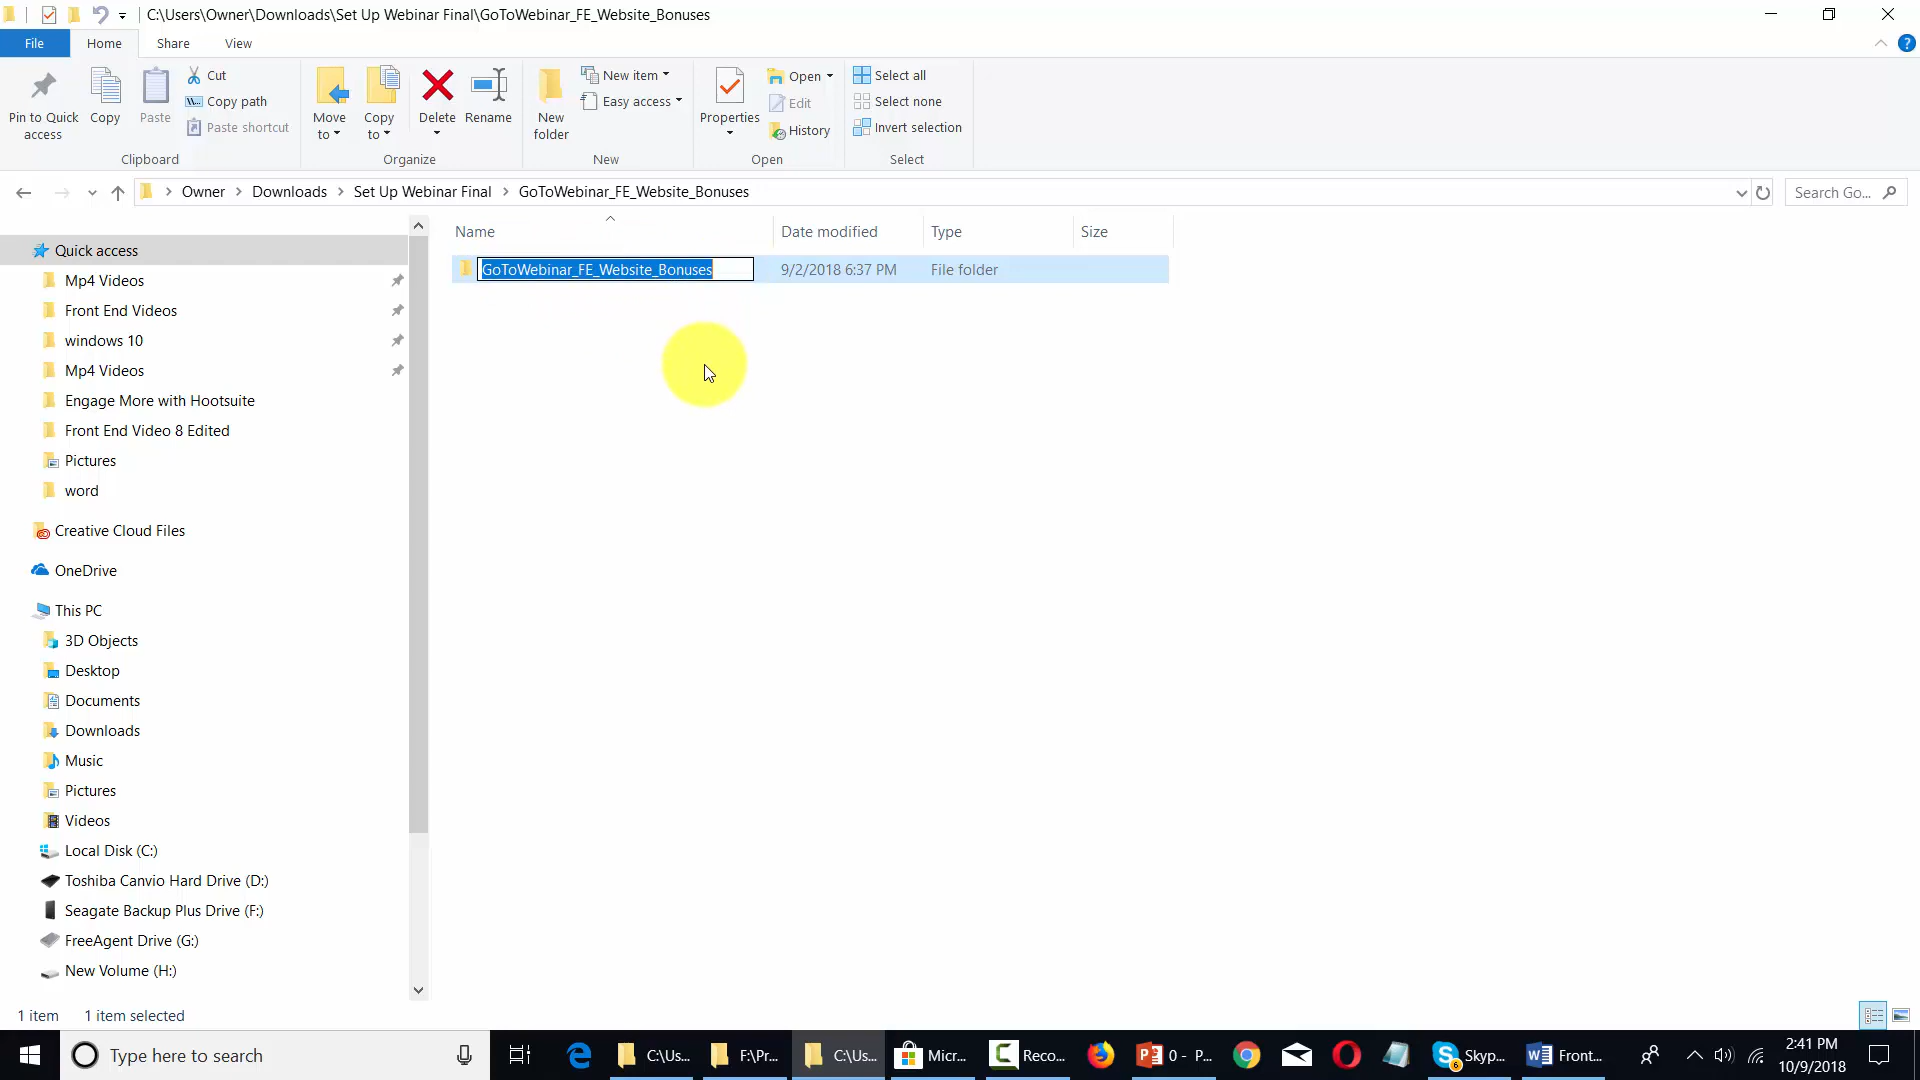 C:\Users\Owner\Downloads\Set Up Webinar Final\GoToWebinar_FE_Website_Bonuses
File
Home
Share
View
Pin to Quick access
Copy
Paste
Cut
Copy path
Paste shortcut
Clipboard
Move to
Copy to
Delete
Rename
Organize
New folder
New item
Easy access
New
Properties
Open
Edit
History
Open
Select all
Select none
Invert selection
Select
Owner
Downloads
Set Up Webinar Final
GoToWebinar_FE_Website_Bonuses
Search Go...
Name
Date modified
Type
Size
GoToWebinar_FE_Website_Bonuses
9/2/2018 6:37 PM
File folder
Quick access
Mp4 Videos
Front End Videos
windows 10
Mp4 Videos
Engage More with Hootsuite
Front End Video 8 Edited
Pictures
word
Creative Cloud Files
OneDrive
This PC
3D Objects
Desktop
Documents
Downloads
Music
Pictures
Videos
Local Disk (C:)
Toshiba Canvio Hard Drive (D:)
Seagate Backup Plus Drive (F:)
FreeAgent Drive (G:)
New Volume (H:)
1 item
1 item selected
Type here to search
C:\Us...
F:\Pr...
C:\Us...
Micr...
Reco...
0 - P...
Skyp...
Front...
2:41 PM
10/9/2018